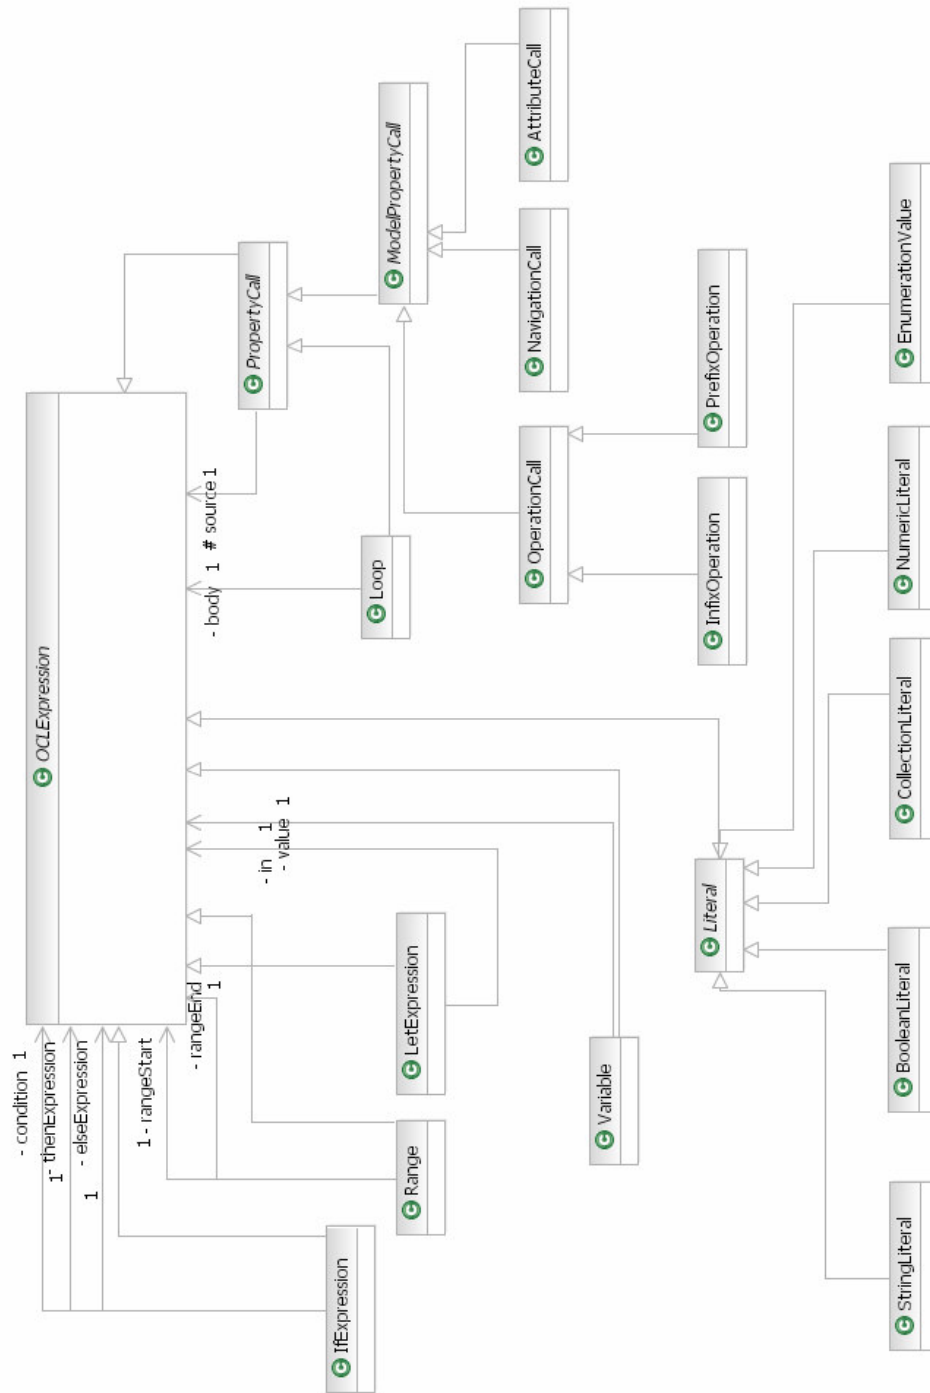 C OCLExpression
- condition 1
- thenExpression
1
- elseExpression
1
1 - rangeStart
- rangeEnd 1
- in 1
- value 1
- body 1
# source 1
C PropertyCall
C IfExpression
C Range
C LetExpression
C Loop
C ModelPropertyCall
C OperationCall
C NavigationCall
C AttributeCall
C Variable
C Literal
C InfixOperation
C PrefixOperation
C StringLiteral
C BooleanLiteral
C CollectionLiteral
C NumericLiteral
C EnumerationValue